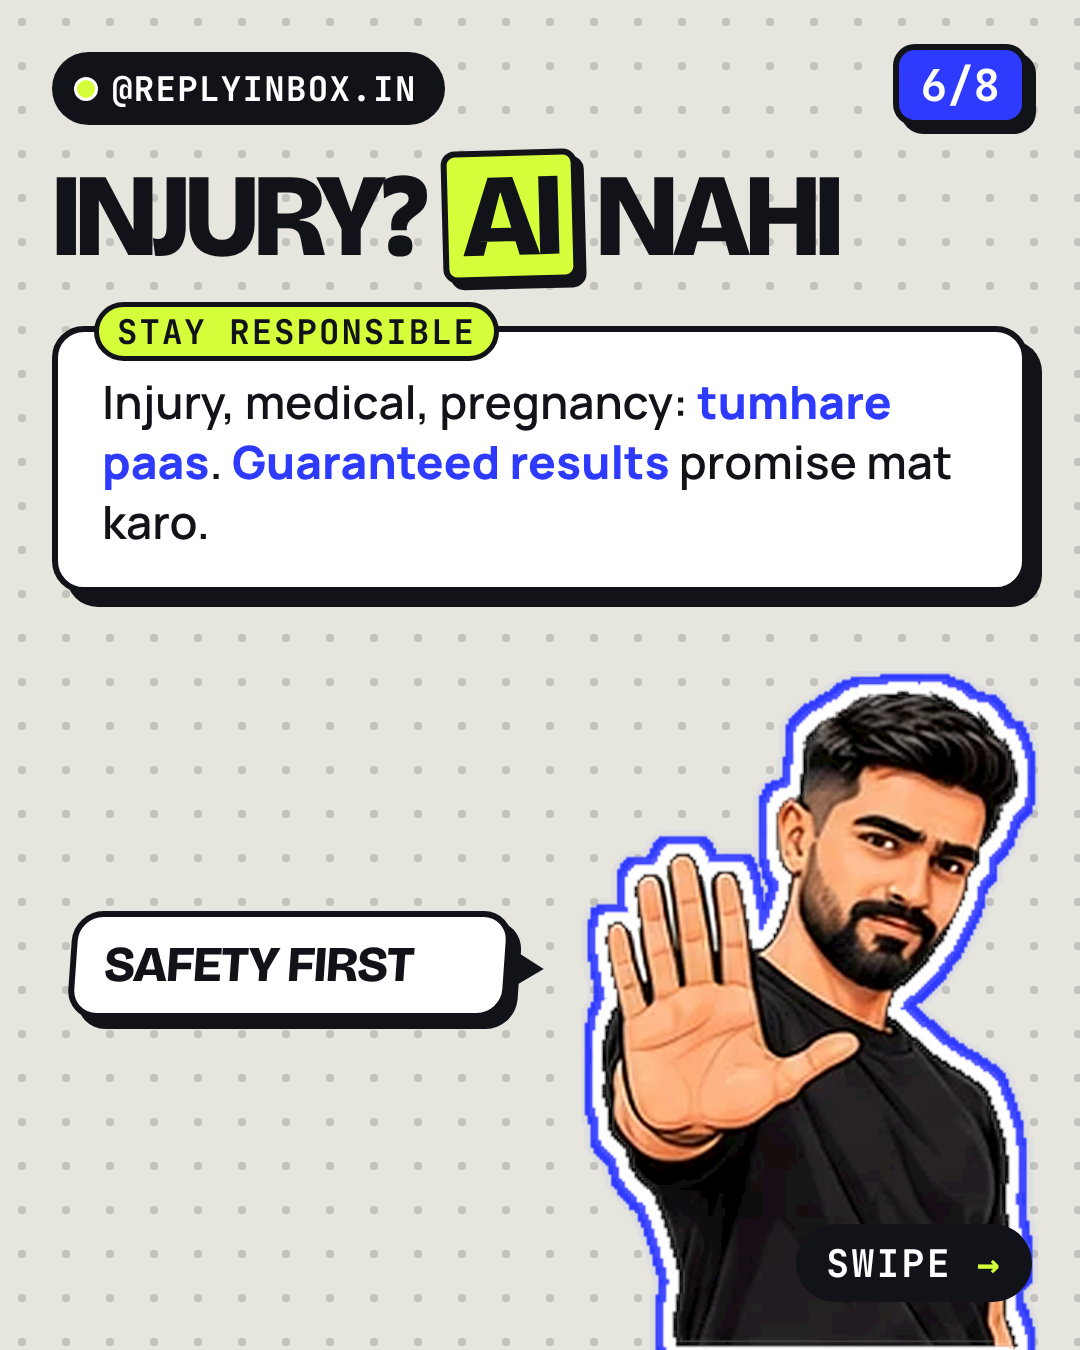 @REPLYINBOX.IN
6/8
INJURY? AI NAHI
STAY RESPONSIBLE
Injury, medical, pregnancy: tumhare
paas. Guaranteed results promise mat
karo.
SAFETY FIRST
SWIPE →